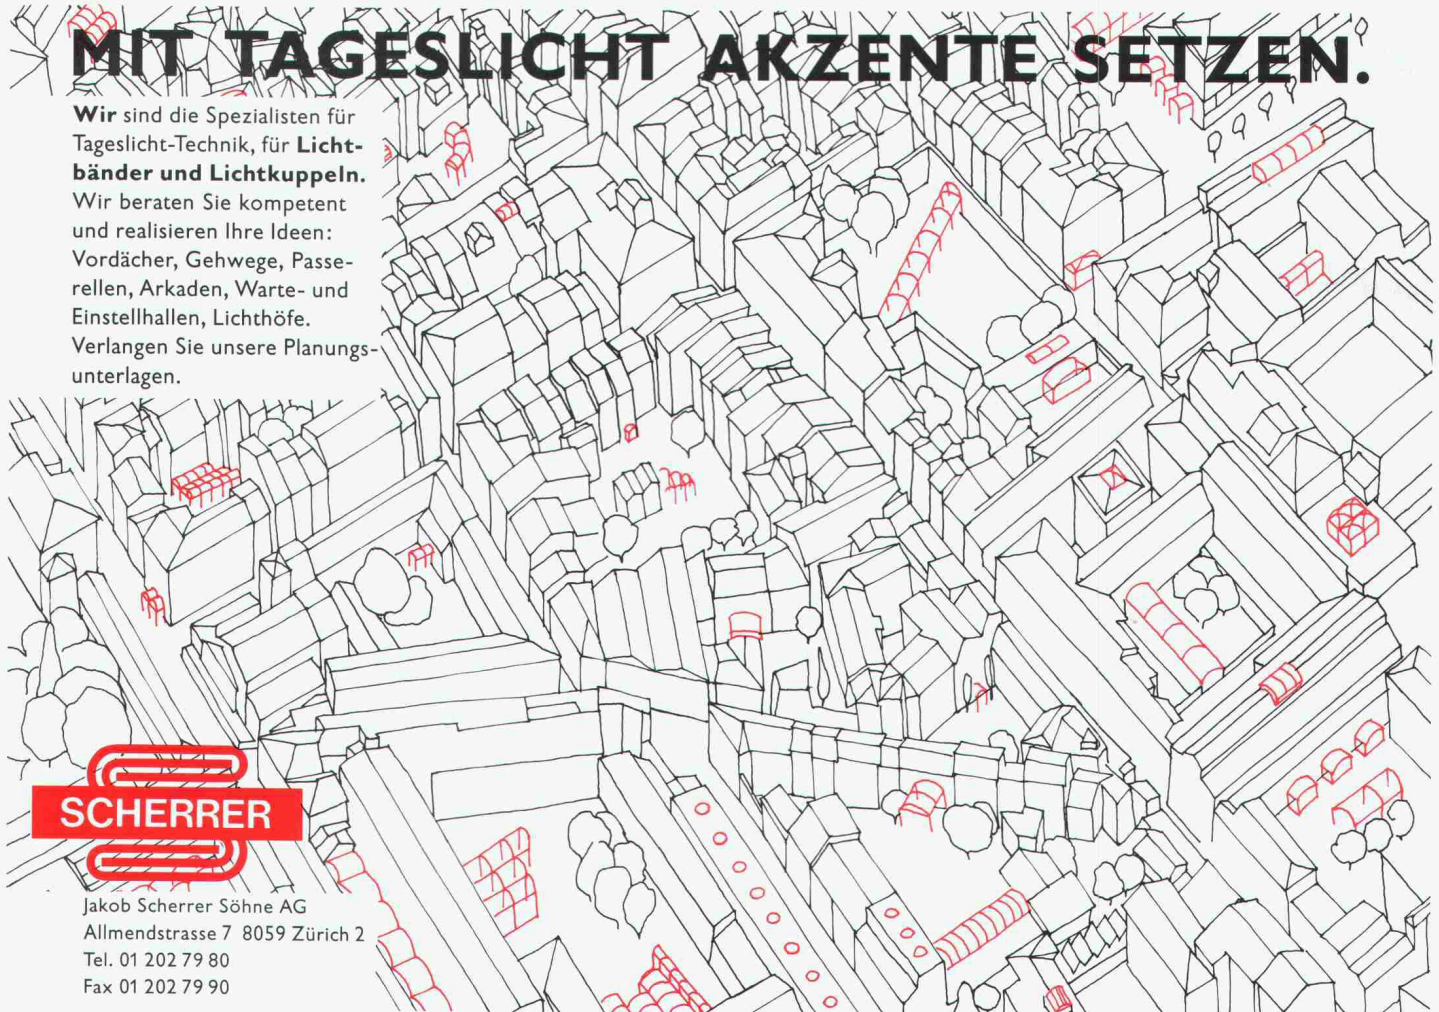 MIT TAGESLICHT AKZENTE SETZEN.
Wir sind die Spezialisten für
Tageslicht-Technik, für Licht-
bänder und Lichtkuppeln.
Wir beraten Sie kompetent
und realisieren Ihre Ideen:
Vordächer, Gehwege, Passe-
rellen, Arkaden, Warte- und
Einstellhallen, Lichthöfe.
Verlangen Sie unsere Planungs-
unterlagen.
SCHERRER
Jakob Scherrer Söhne AG
Allmendstrasse 7 8059 Zürich 2
Tel. 01 202 79 80
Fax 01 202 79 90